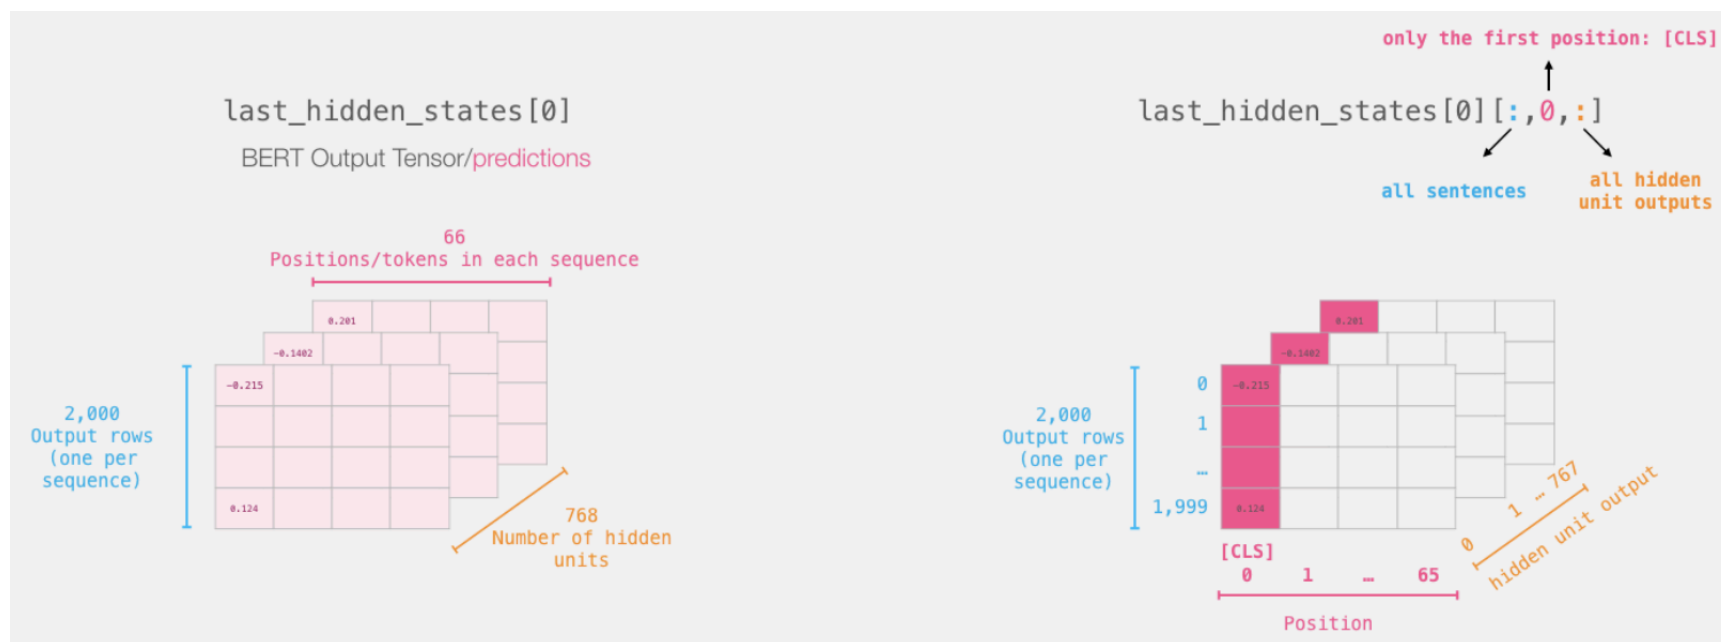 last_hidden_states[0]
BERT Output Tensor/predictions
66
Positions/tokens in each sequence
0.201
-0.1402
-0.215
0.124
2,000
Output rows
(one per
sequence)
768
Number of hidden
units
only the first position: [CLS]
last_hidden_states[0][:,0,:]
all sentences
all hidden
unit outputs
0.201
-0.1402
-0.215
0.124
2,000
Output rows
(one per
sequence)
0
1
…
1,999
[CLS]
0 1 … 65
Position
0 1 … 767
hidden unit output